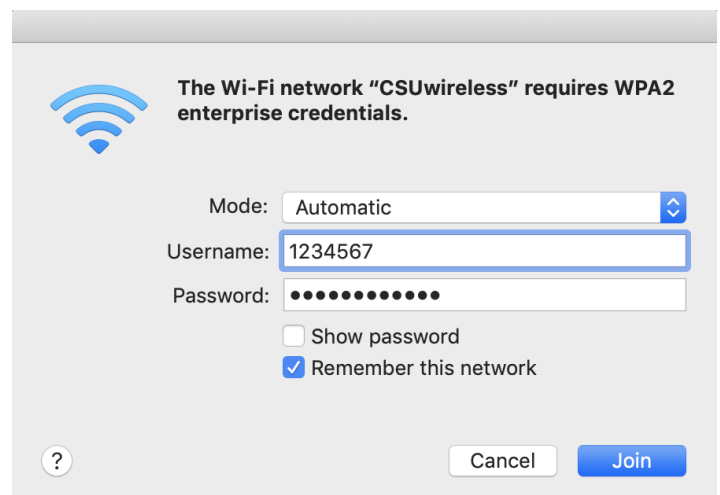 The Wi-Fi network “CSUwireless” requires WPA2
enterprise credentials.
Mode: Automatic
Username: 1234567
Password: ●●●●●●●●●●●●
Show password
Remember this network
? Cancel Join